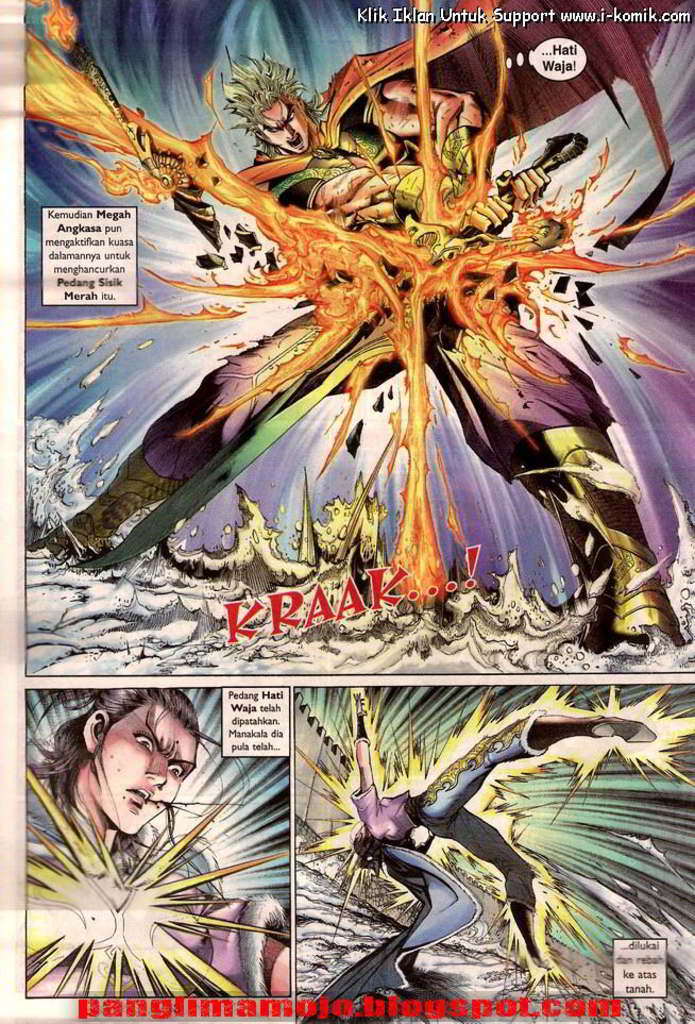 Klik Iklan Untuk Support www.i-komik.com
...Hati
Waja!
Kemudian Megah
Angkasa pun
mengaktifkan kuasa
dalamannya untuk
menghancurkan
Pedang Sisik
Merah itu.
KRAAK...!
Pedang Hati
Waja telah
dipatahkan.
Manakala dia
pula telah...
...dilukai
dan rebah
ke atas
tanah.
panglimamojo.blogspot.com